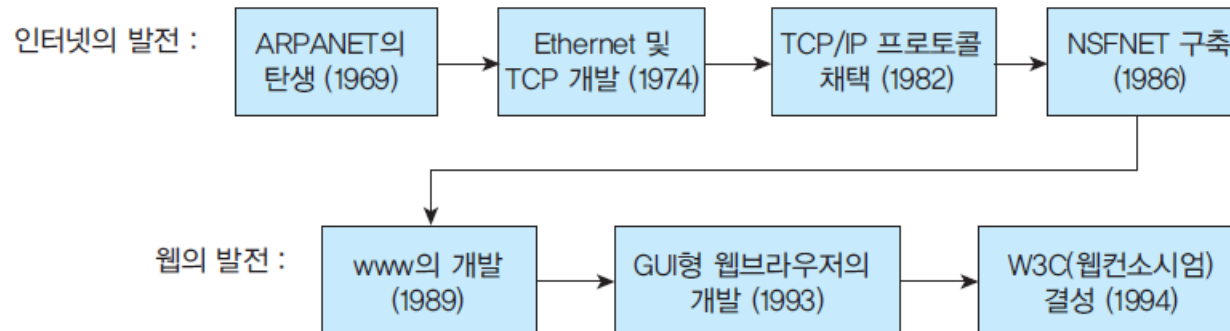 인터넷의 발전 :
ARPANET의
탄생 (1969)
Ethernet 및
TCP 개발 (1974)
TCP/IP 프로토콜
채택 (1982)
NSFNET 구축
(1986)
웹의 발전 :
www의 개발
(1989)
GUI형 웹브라우저의
개발 (1993)
W3C(웹컨소시엄)
결성 (1994)